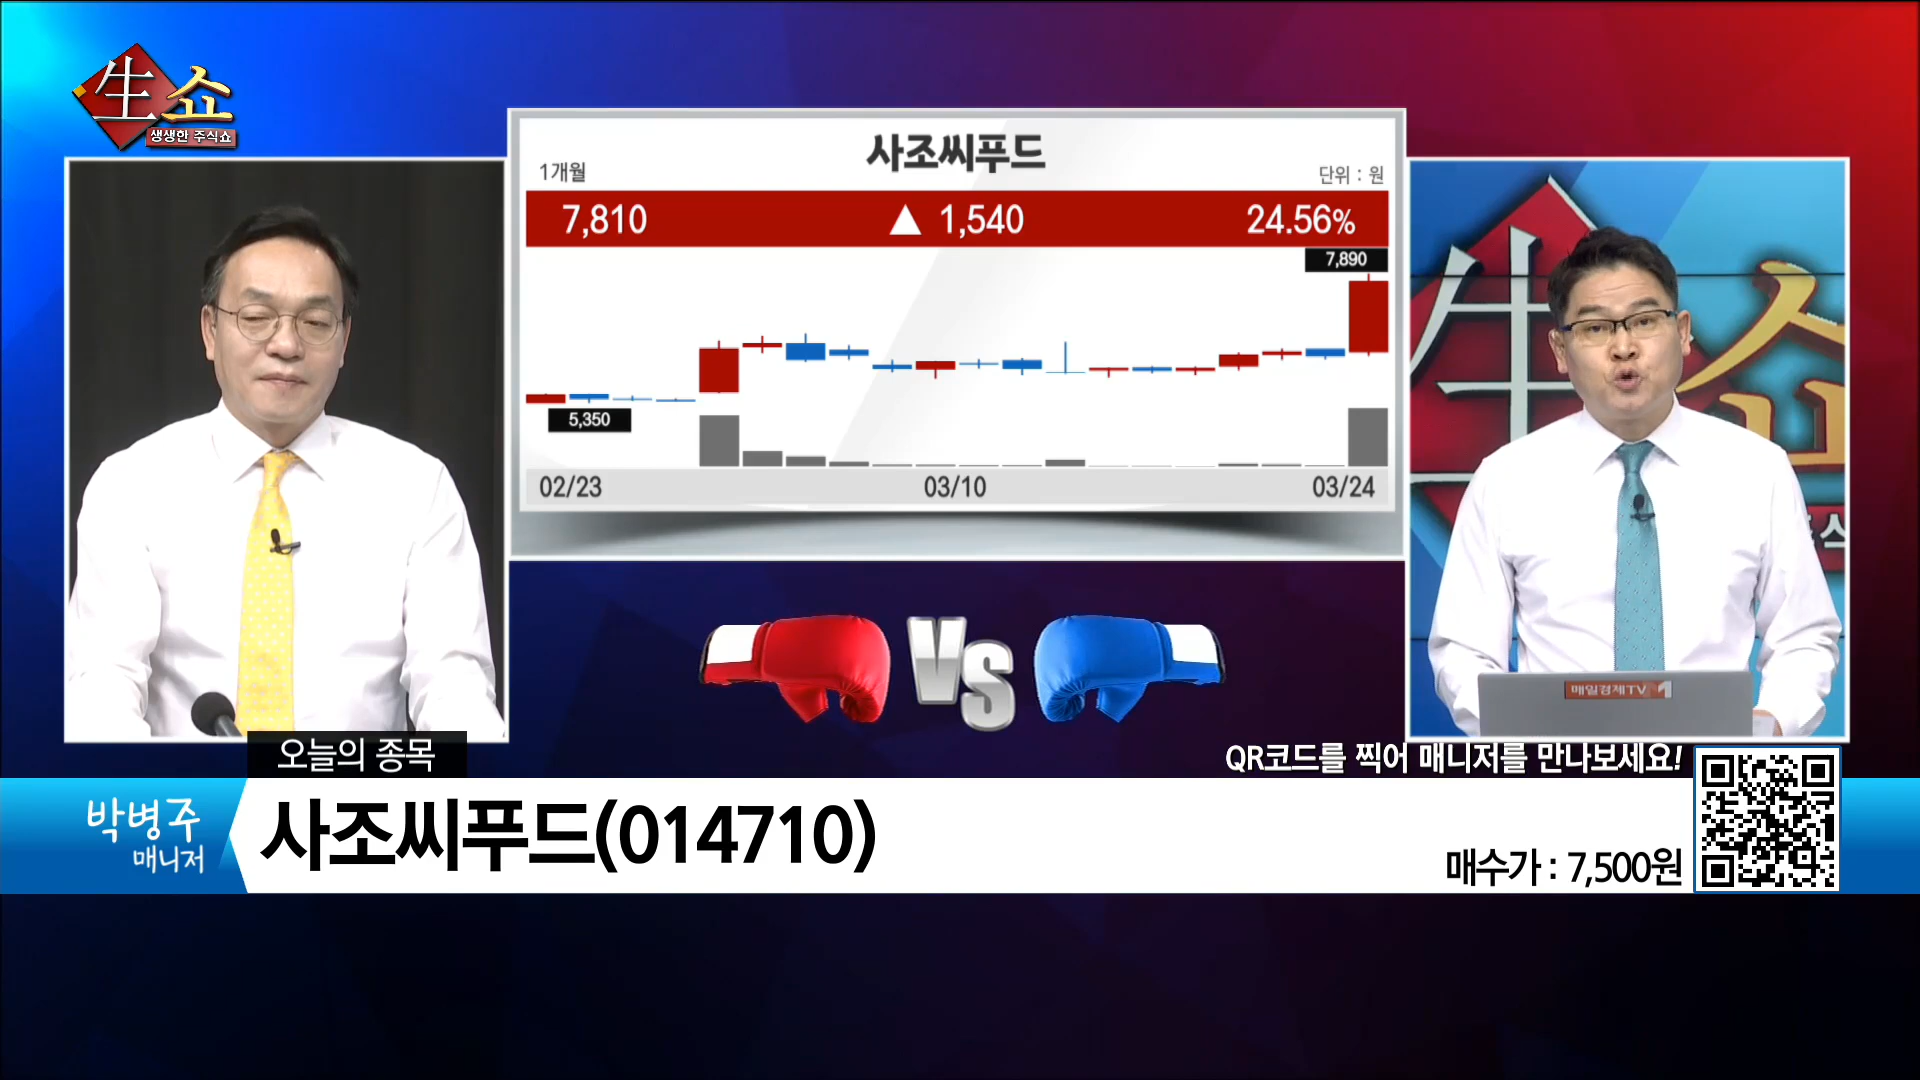 生쇼
생생한 주식쇼
사조씨푸드
1개월
단위 : 원
7,810 ▲ 1,540 24.56%
7,890
5,350
02/23 03/10 03/24
生쇼
VS
매일경제TV 1
오늘의 종목
QR코드를 찍어 매니저를 만나보세요!
박병주
매니저
사조씨푸드(014710)
매수가 : 7,500원